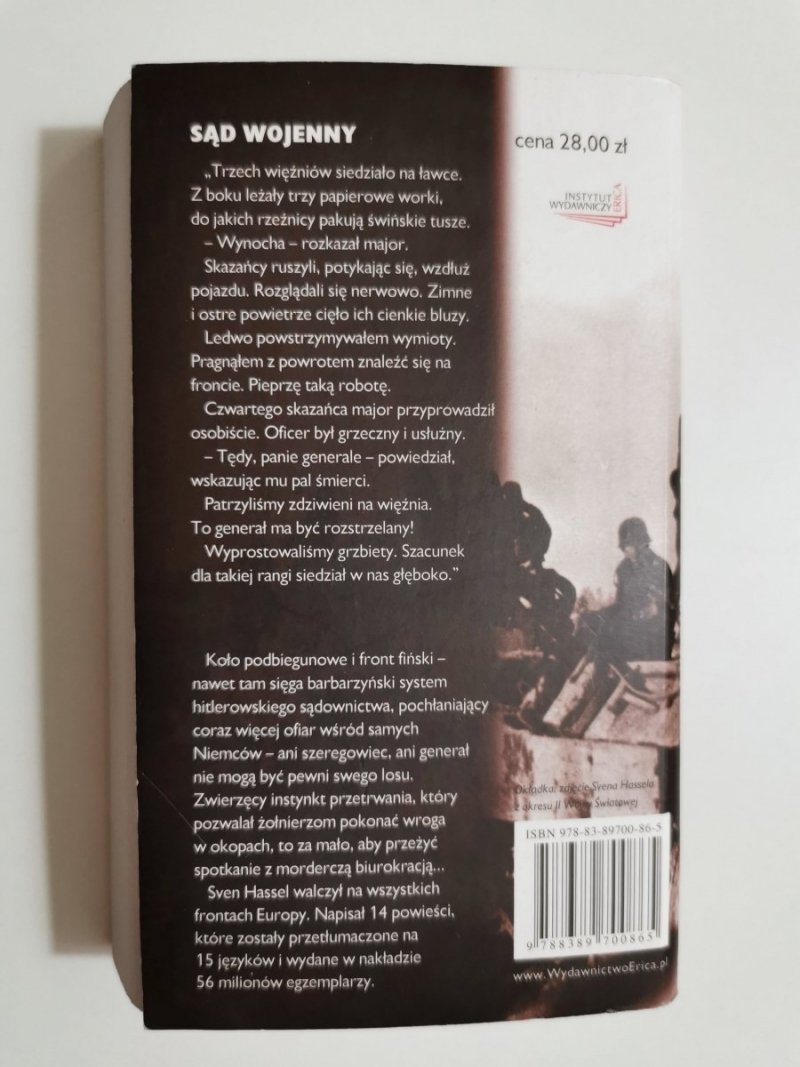 SĄD WOJENNY
„Trzech więźniów siedziało na ławce.
Z boku leżały trzy papierowe worki,
do jakich rzeźnicy pakują świńskie tusze.
– Wynocha – rozkazał major.
Skazańcy ruszyli, potykając się, wzdłuż
pojazdu. Rozglądali się nerwowo. Zimne
i ostre powietrze cięło ich cienkie bluzy.
Ledwo powstrzymywałem wymioty.
Pragnąłem z powrotem znaleźć się na
froncie. Pieprzę taką robotę.
Czwartego skazańca major przyprowadził
osobiście. Oficer był grzeczny i usłużny.
– Tędy, panie generale – powiedział,
wskazując mu pal śmierci.
Patrzyliśmy zdziwieni na więźnia.
To generał ma być rozstrzelany!
Wyprostowaliśmy grzbiety. Szacunek
dla takiej rangi siedział w nas głęboko.”
Koło podbiegunowe i front fiński –
nawet tam sięga barbarzyński system
hitlerowskiego sądownictwa, pochłaniający
coraz więcej ofiar wśród samych
Niemców – ani szeregowiec, ani generał
nie mogą być pewni swego losu.
Zwierzęcy instynkt przetrwania, który
pozwalał żołnierzom pokonać wroga
w okopach, to za mało, aby przeżyć
spotkanie z morderczą biurokracją...
Sven Hassel walczył na wszystkich
frontach Europy. Napisał 14 powieści,
które zostały przetłumaczone na
15 języków i wydane w nakładzie
56 milionów egzemplarzy.
cena 28,00 zł
INSTYTUT
WYDAWNICZY
ERICA
Okładka: zdjęcie Svena Hassela
z okresu II Wojny Światowej
ISBN 978-83-89700-86-5
9 788389 700865
www.WydawnictwoErica.pl